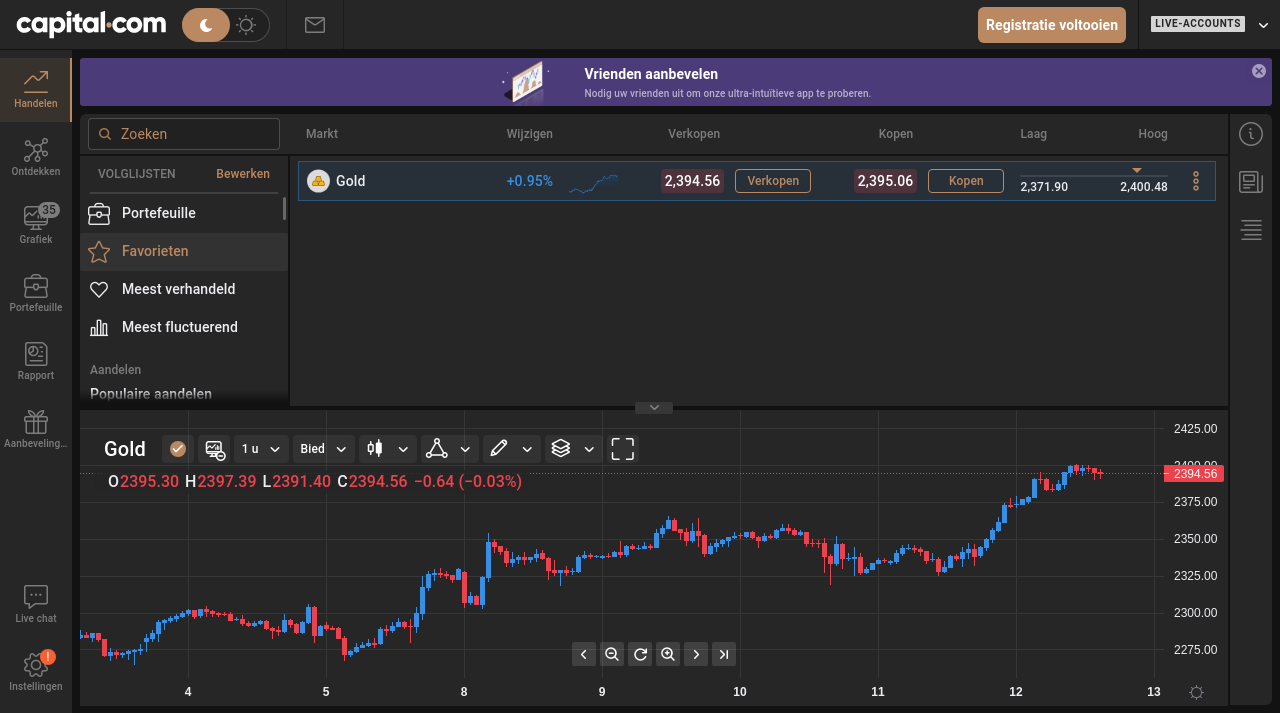 capital.com
Registratie voltooien
LIVE-ACCOUNTS
Handelen
Ontdekken
35
Grafiek
Portefeuille
Rapport
Aanbeveling...
Live chat
!
Instellingen
Vrienden aanbevelen
Nodig uw vrienden uit om onze ultra-intuïtieve app te proberen.
Zoeken
Markt Wijzigen Verkopen Kopen Laag Hoog
VOLGLIJSTEN Bewerken
Portefeuille
Favorieten
Meest verhandeld
Meest fluctuerend
Aandelen
Populaire aandelen
Gold +0.95% 2,394.56 Verkopen 2,395.06 Kopen 2,371.90 2,400.48
Gold 1 u Bied
O2395.30 H2397.39 L2391.40 C2394.56 −0.64 (−0.03%)
2425.00
2400.00
2394.56
2375.00
2350.00
2325.00
2300.00
2275.00
4 5 8 9 10 11 12 13